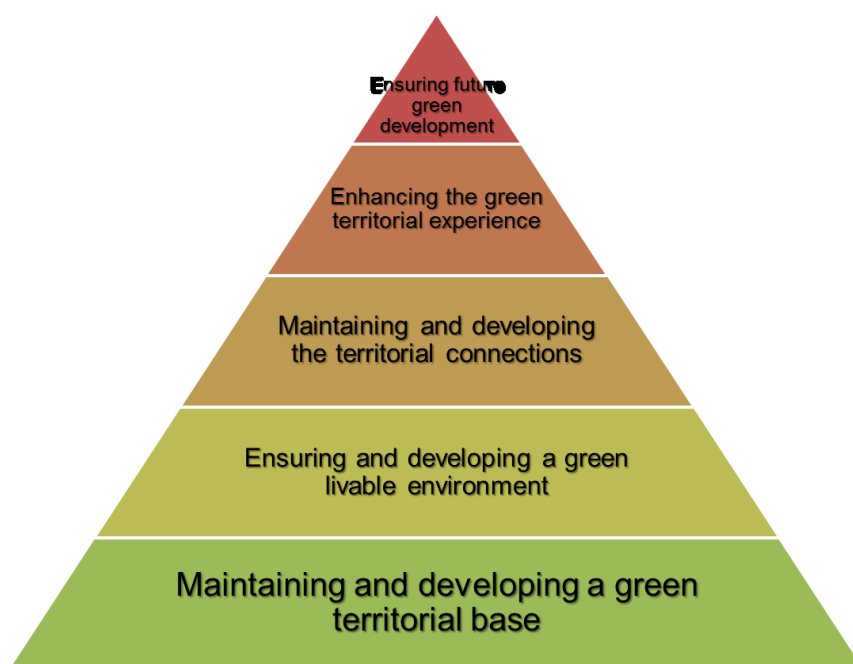 Ensuring future
green
development
Enhancing the green
territorial experience
Maintaining and developing
the territorial connections
Ensuring and developing a green
livable environment
Maintaining and developing a green
territorial base